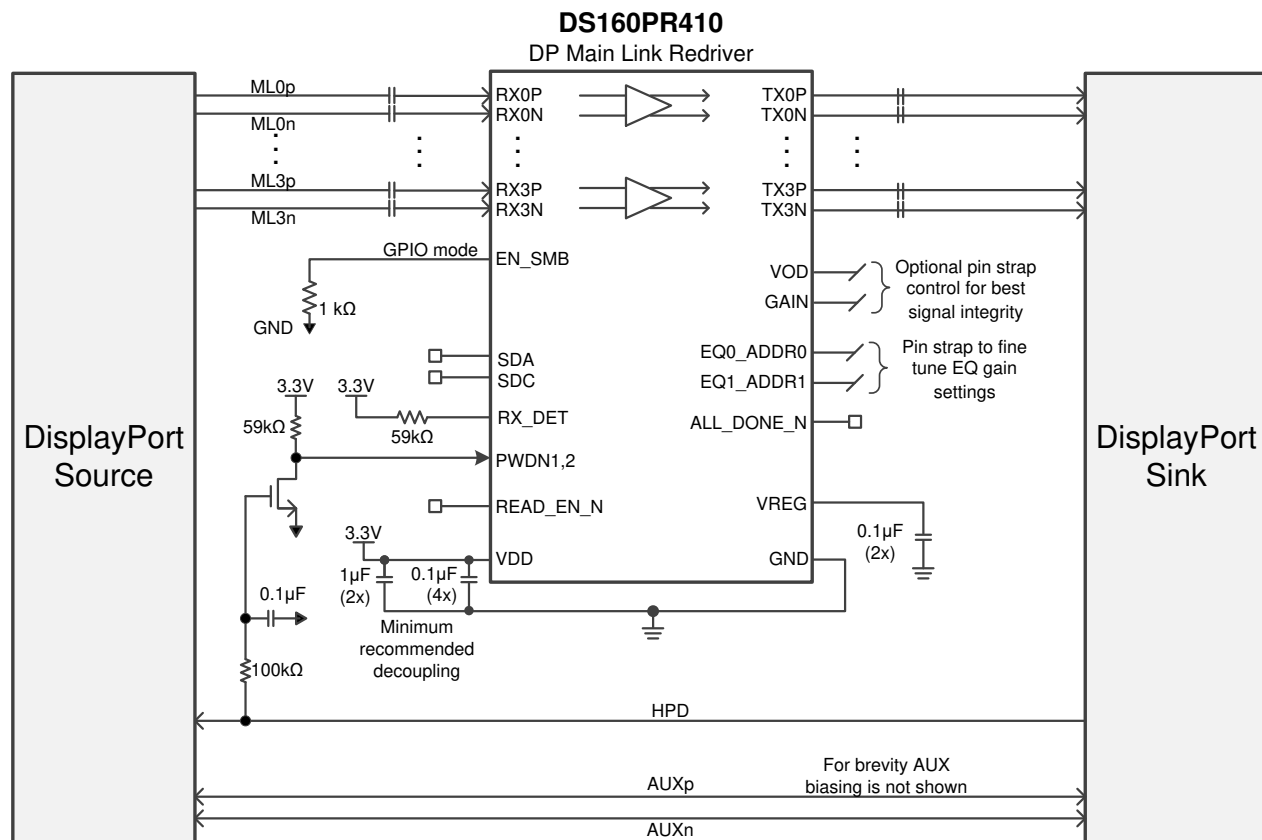 DS160PR410
DP Main Link Redriver
ML0p
ML0n
ML3p
ML3n
RX0P
RX0N
RX3P
RX3N
TX0P
TX0N
TX3P
TX3N
GPIO mode
EN_SMB
1 kΩ
GND
SDA
SDC
3.3V
3.3V
59kΩ
59kΩ
RX_DET
PWDN1,2
READ_EN_N
3.3V
VDD
1µF
(2x)
0.1µF
(4x)
Minimum
recommended
decoupling
0.1µF
100kΩ
VOD
GAIN
Optional pin strap
control for best
signal integrity
EQ0_ADDR0
EQ1_ADDR1
Pin strap to fine
tune EQ gain
settings
ALL_DONE_N
VREG
0.1µF
(2x)
GND
DisplayPort
Source
DisplayPort
Sink
HPD
For brevity AUX
biasing is not shown
AUXp
AUXn